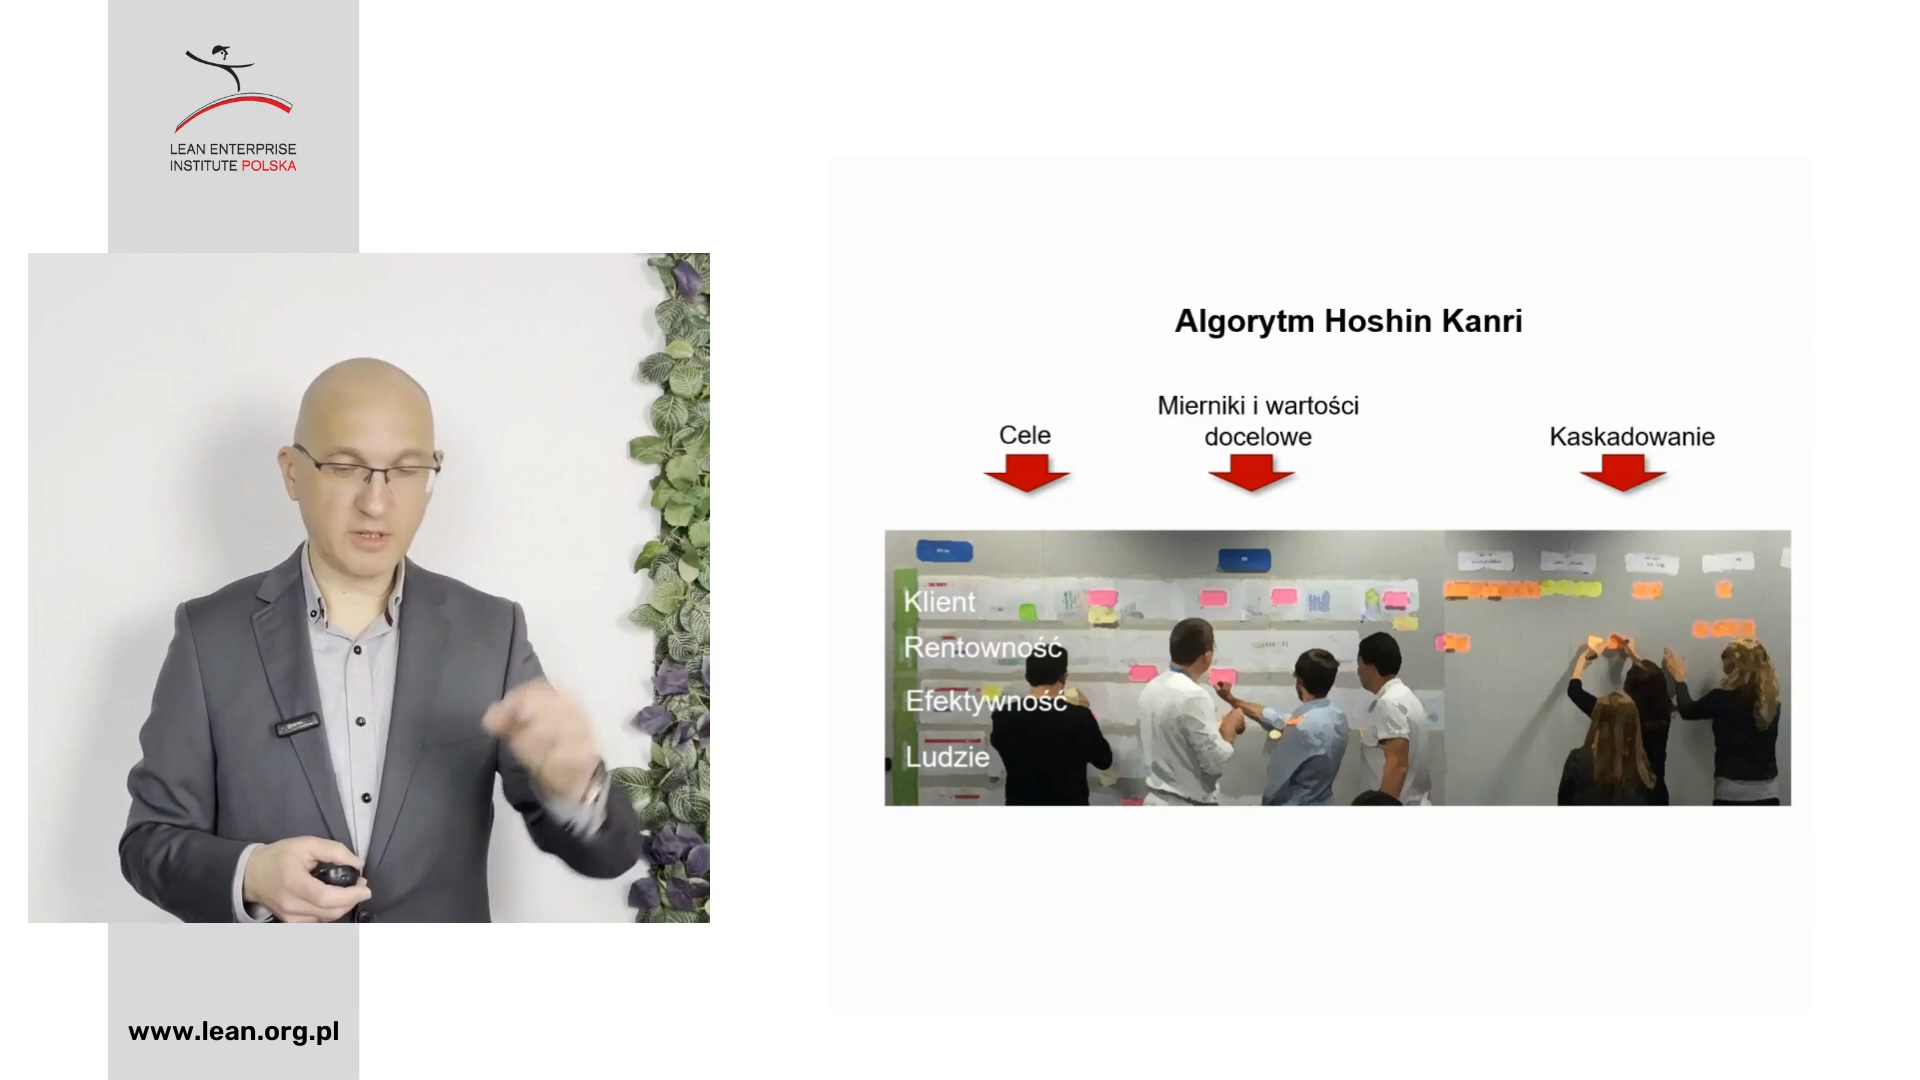 LEAN ENTERPRISE
INSTITUTE POLSKA
Algorytm Hoshin Kanri
Cele
Mierniki i wartości
docelowe
Kaskadowanie
Klient
Rentowność
Efektywność
Ludzie
www.lean.org.pl